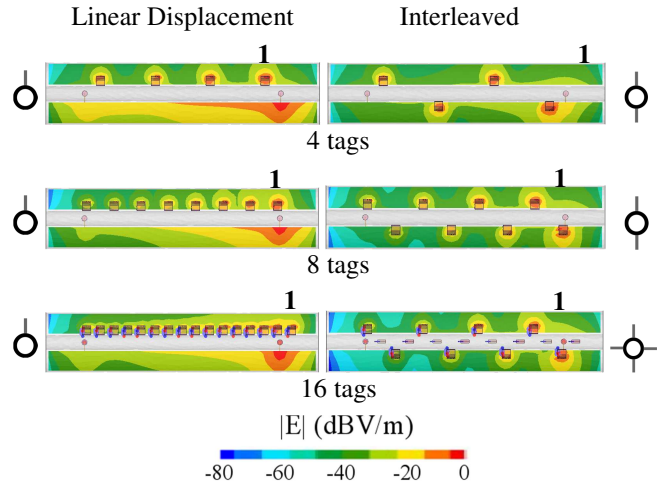 Linear Displacement Interleaved
1 1
4 tags
1 1
8 tags
1 1
16 tags
|E| (dBV/m)
-80 -60 -40 -20 0